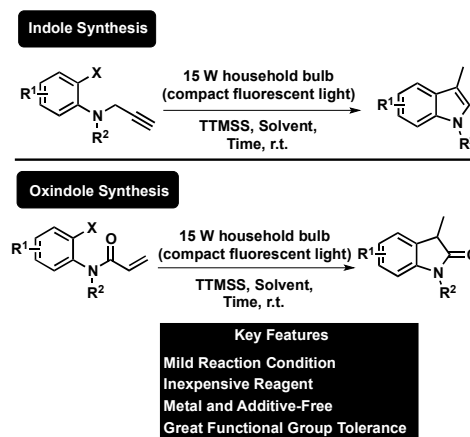 Indole Synthesis
X
R1
N
R2
15 W household bulb
(compact fluorescent light)
TTMSS, Solvent,
Time, r.t.
R1
N
R
Oxindole Synthesis
X
O
R1
N
R2
15 W household bulb
(compact fluorescent light)
TTMSS, Solvent,
Time, r.t.
R1
O
N
R2
Key Features
Mild Reaction Condition
Inexpensive Reagent
Metal and Additive-Free
Great Functional Group Tolerance